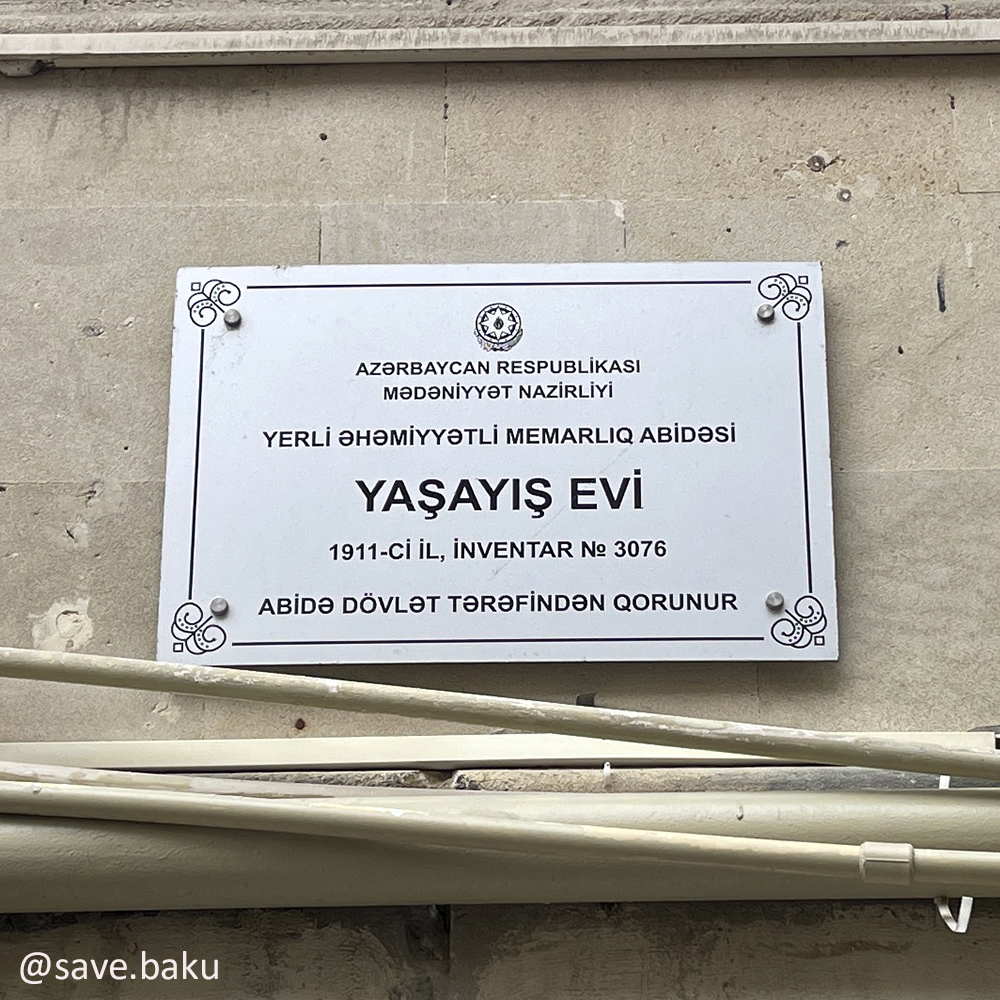 AZƏRBAYCAN RESPUBLİKASI
MƏDƏNİYYƏT NAZİRLİYİ
YERLİ ƏHƏMİYYƏTLİ MEMARLIQ ABİDƏSİ
YAŞAYIŞ EVİ
1911-Cİ İL, İNVENTAR № 3076
ABİDƏ DÖVLƏT TƏRƏFİNDƏN QORUNUR
@save.baku